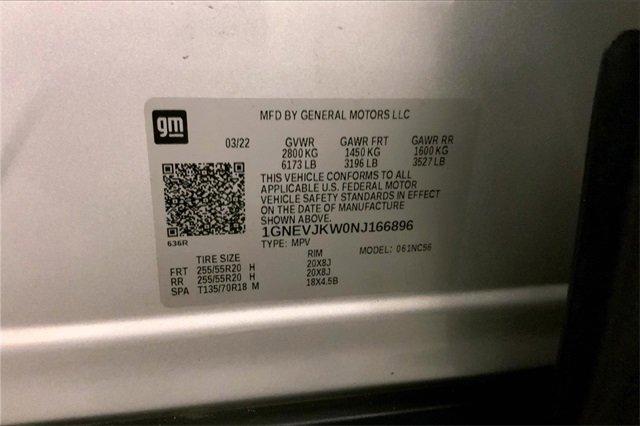 gm
MFD BY GENERAL MOTORS LLC
03/22 GVWR GAWR FRT GAWR RR
2800 KG 1450 KG 1600 KG
6173 LB 3196 LB 3527 LB
THIS VEHICLE CONFORMS TO ALL
APPLICABLE U.S. FEDERAL MOTOR
VEHICLE SAFETY STANDARDS IN EFFECT
ON THE DATE OF MANUFACTURE
SHOWN ABOVE.
636R
1GNEVJKW0NJ166896
TYPE: MPV MODEL: 061NC56
TIRE SIZE RIM
FRT 255/55R20 H 20X8J
RR 255/55R20 H 20X8J
SPA T135/70R18 M 18X4.5B